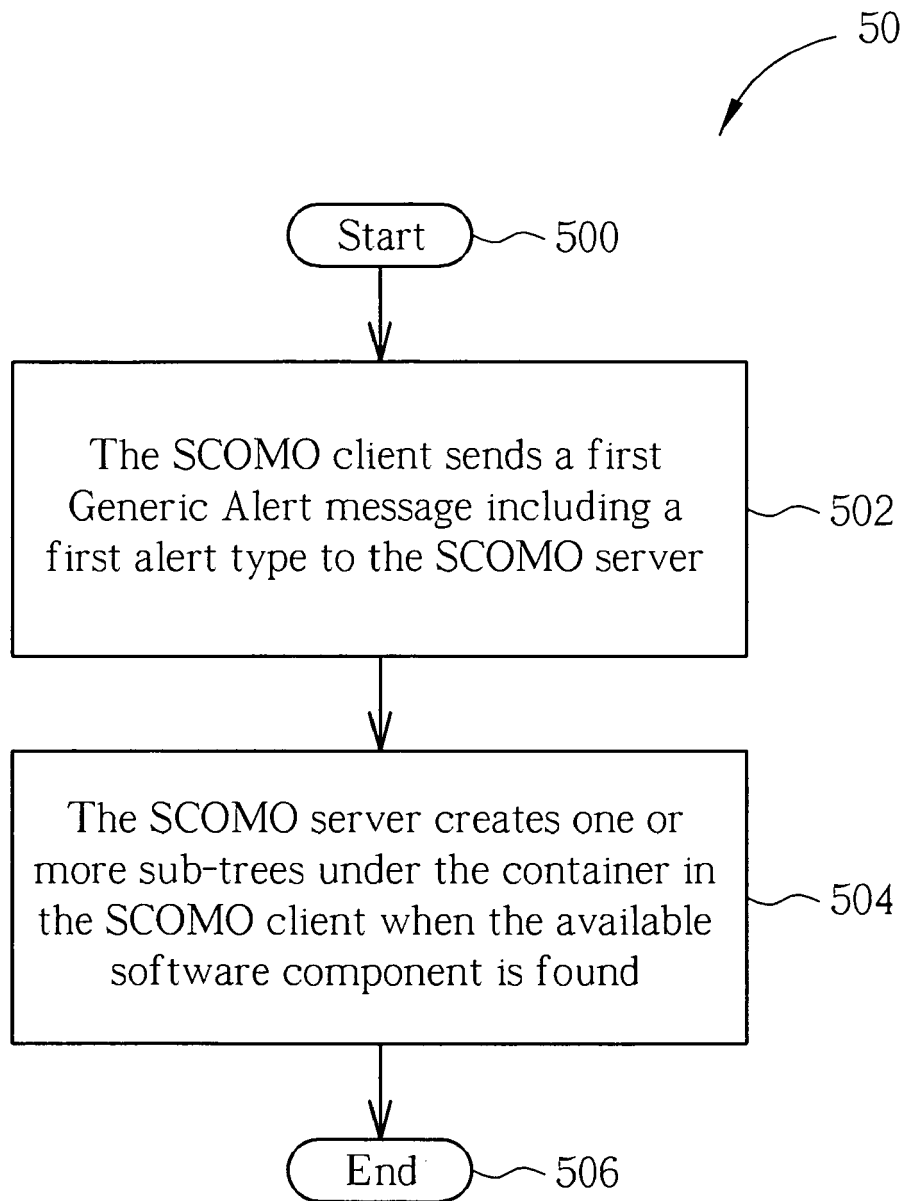 50
Start
500
The SCOMO client sends a first
Generic Alert message including a
first alert type to the SCOMO server
502
The SCOMO server creates one or
more sub-trees under the container in
the SCOMO client when the available
software component is found
504
End
506